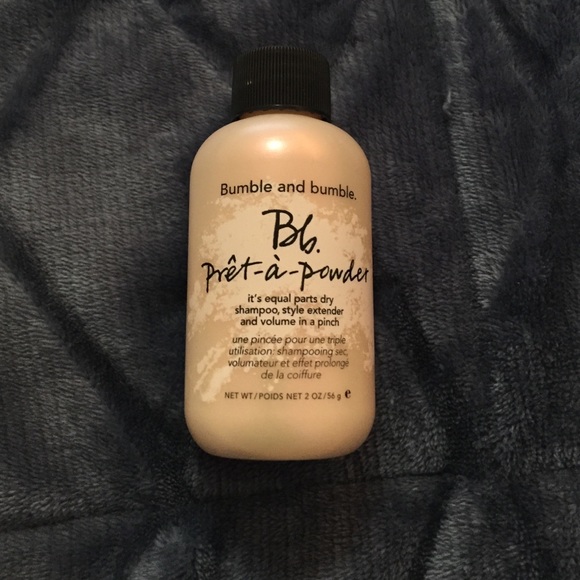 Bumble and bumble.
Bb.
prêt-à-powder
it's equal parts dry
shampoo, style extender
and volume in a pinch
une pincée pour une triple
utilisation: shampooing sec,
volumateur et effet prolongé
de la coiffure
NET WT/POIDS NET 2 OZ/56 g e